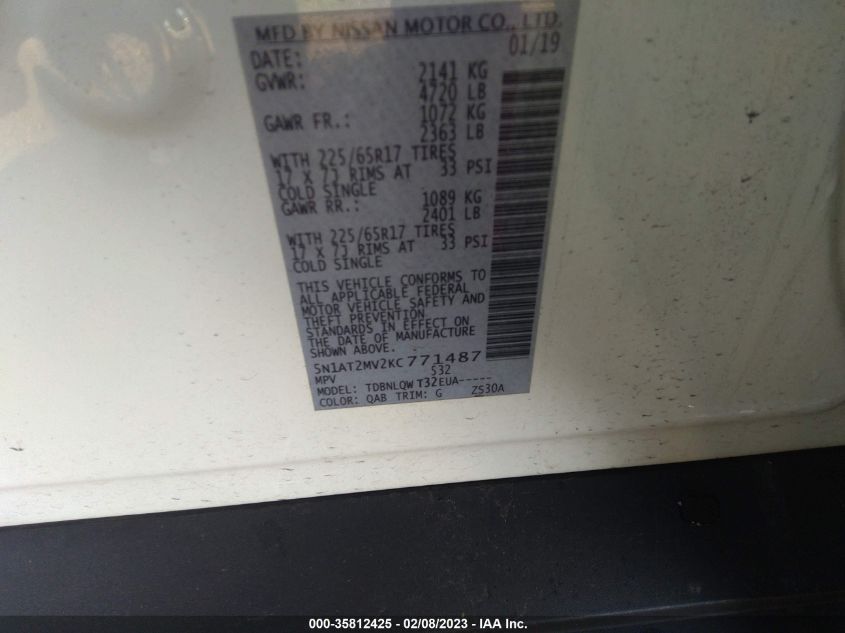 MFD BY NISSAN MOTOR CO., LTD.
DATE: 01/19
GVWR: 2141 KG
4720 LB
GAWR FR.: 1072 KG
2363 LB
WITH 225/65R17 TIRES
17 X 7J RIMS AT 33 PSI
COLD SINGLE
GAWR RR.: 1089 KG
2401 LB
WITH 225/65R17 TIRES
17 X 7J RIMS AT 33 PSI
COLD SINGLE
THIS VEHICLE CONFORMS TO
ALL APPLICABLE FEDERAL
MOTOR VEHICLE SAFETY AND
THEFT PREVENTION
STANDARDS IN EFFECT ON
THE DATE OF MANUFACTURE
SHOWN ABOVE.
5N1AT2MV2KC771487
MPV S32
MODEL: TDBNLQW T32EUA-----
COLOR: QAB TRIM: G Z530A
000-35812425 - 02/08/2023 - IAA Inc.